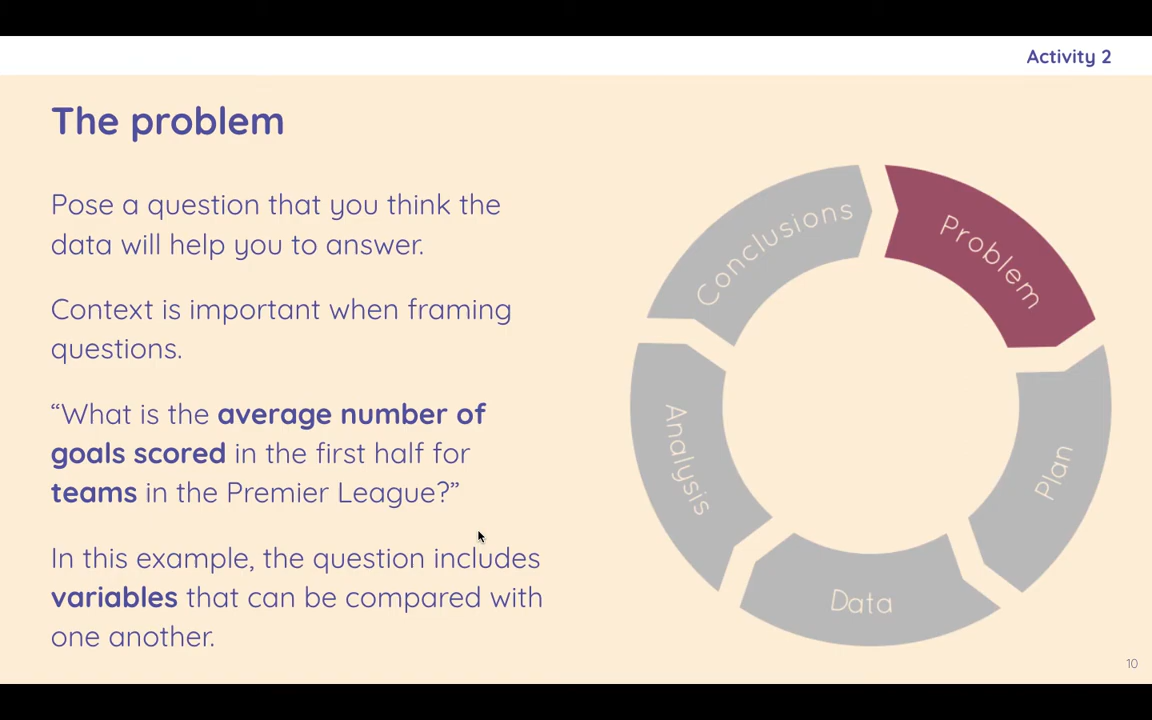 Activity 2
The problem
Pose a question that you think the
data will help you to answer.
Context is important when framing
questions.
“What is the average number of
goals scored in the first half for
teams in the Premier League?”
In this example, the question includes
variables that can be compared with
one another.
Conclusions
Problem
Analysis
Plan
Data
10